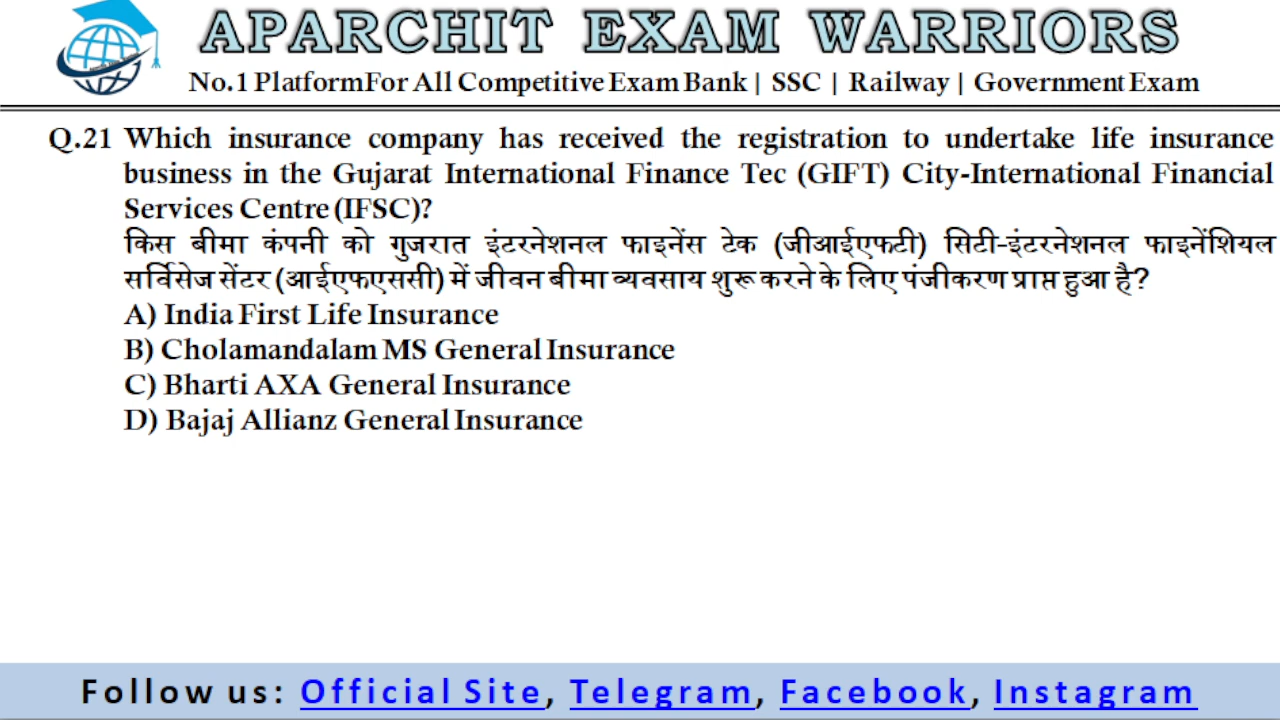 APARCHIT EXAM WARRIORS
No.1 PlatformFor All Competitive Exam Bank | SSC | Railway | Government Exam
Q.21 Which insurance company has received the registration to undertake life insurance
business in the Gujarat International Finance Tec (GIFT) City-International Financial
Services Centre (IFSC)?
किस बीमा कंपनी को गुजरात इंटरनेशनल फाइनेंस टेक (जीआईएफटी) सिटी-इंटरनेशनल फाइनेंशियल
सर्विसेज सेंटर (आईएफएससी) में जीवन बीमा व्यवसाय शुरू करने के लिए पंजीकरण प्राप्त हुआ है?
A) India First Life Insurance
B) Cholamandalam MS General Insurance
C) Bharti AXA General Insurance
D) Bajaj Allianz General Insurance
Follow us: Official Site, Telegram, Facebook, Instagram